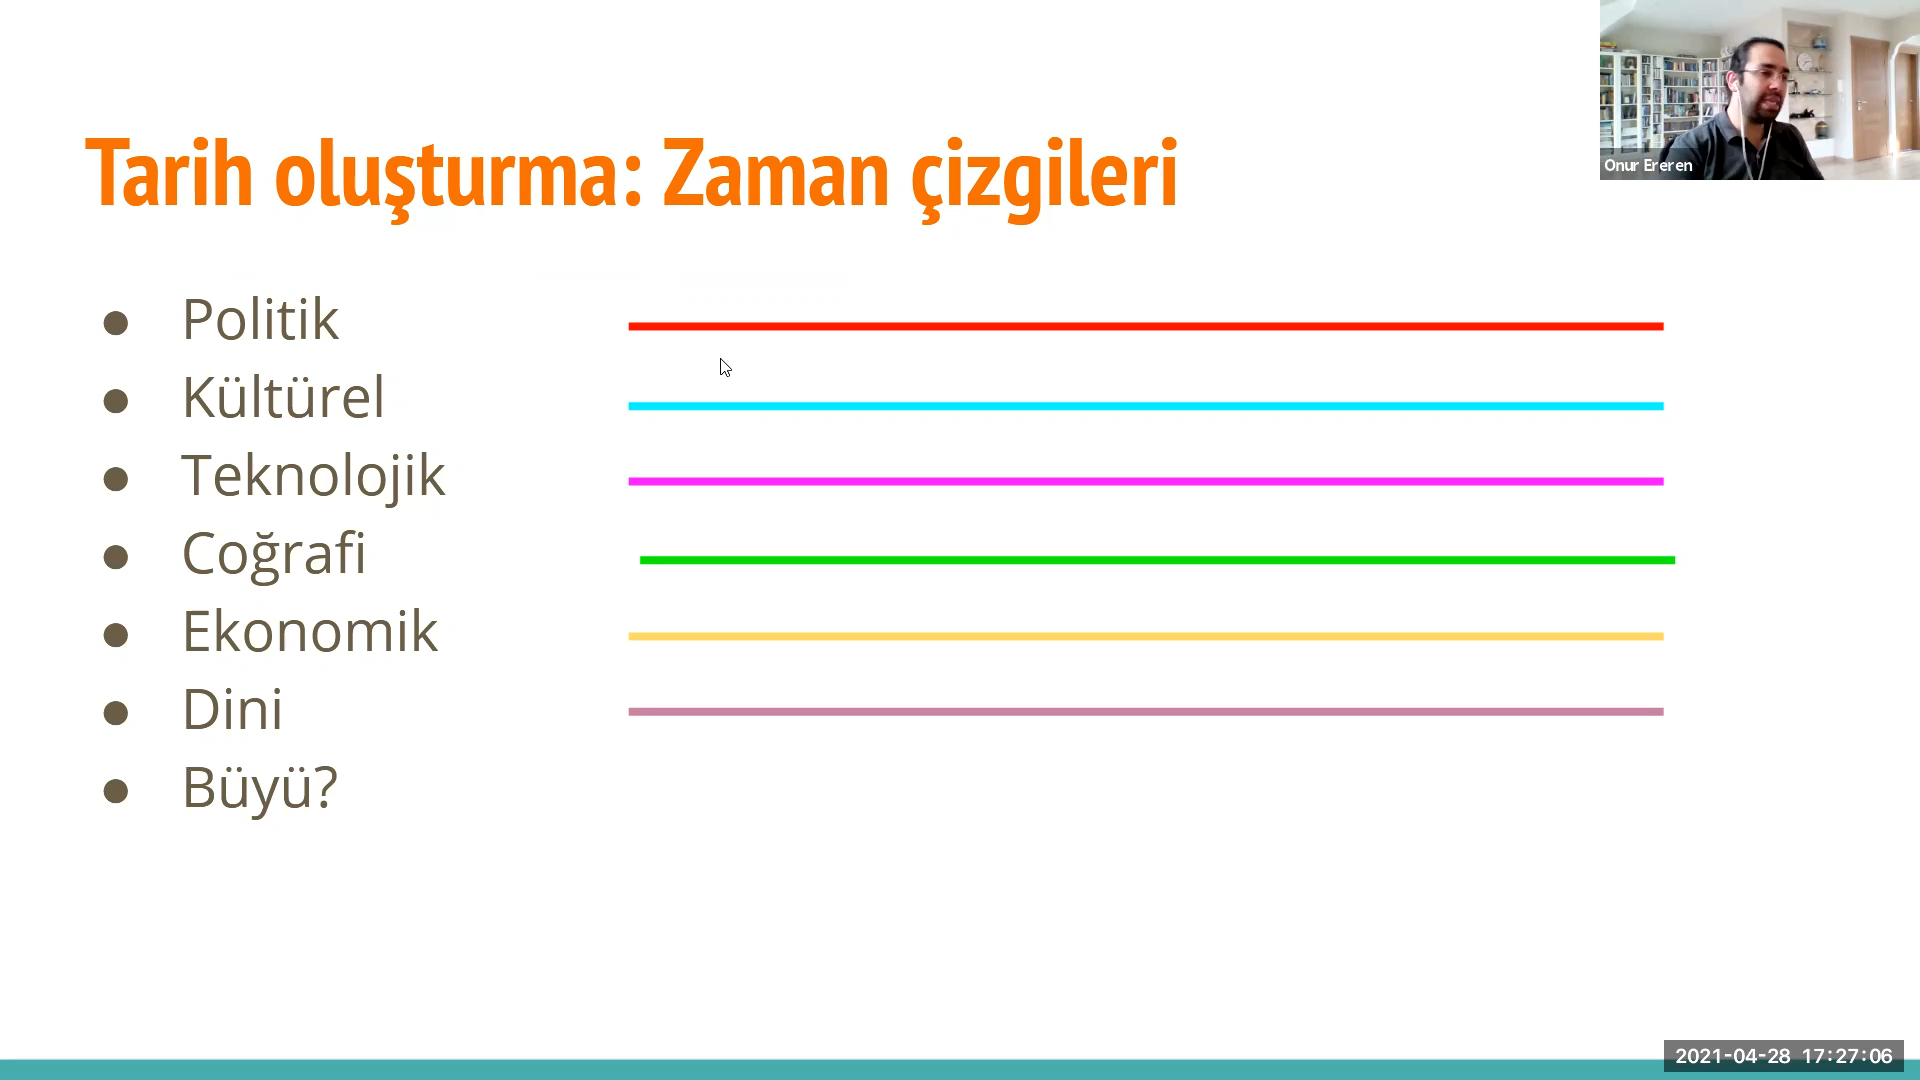 Tarih oluşturma: Zaman çizgileri
Onur Ereren
● Politik
● Kültürel
● Teknolojik
● Coğrafi
● Ekonomik
● Dini
● Büyü?
2021-04-28 17:27:06